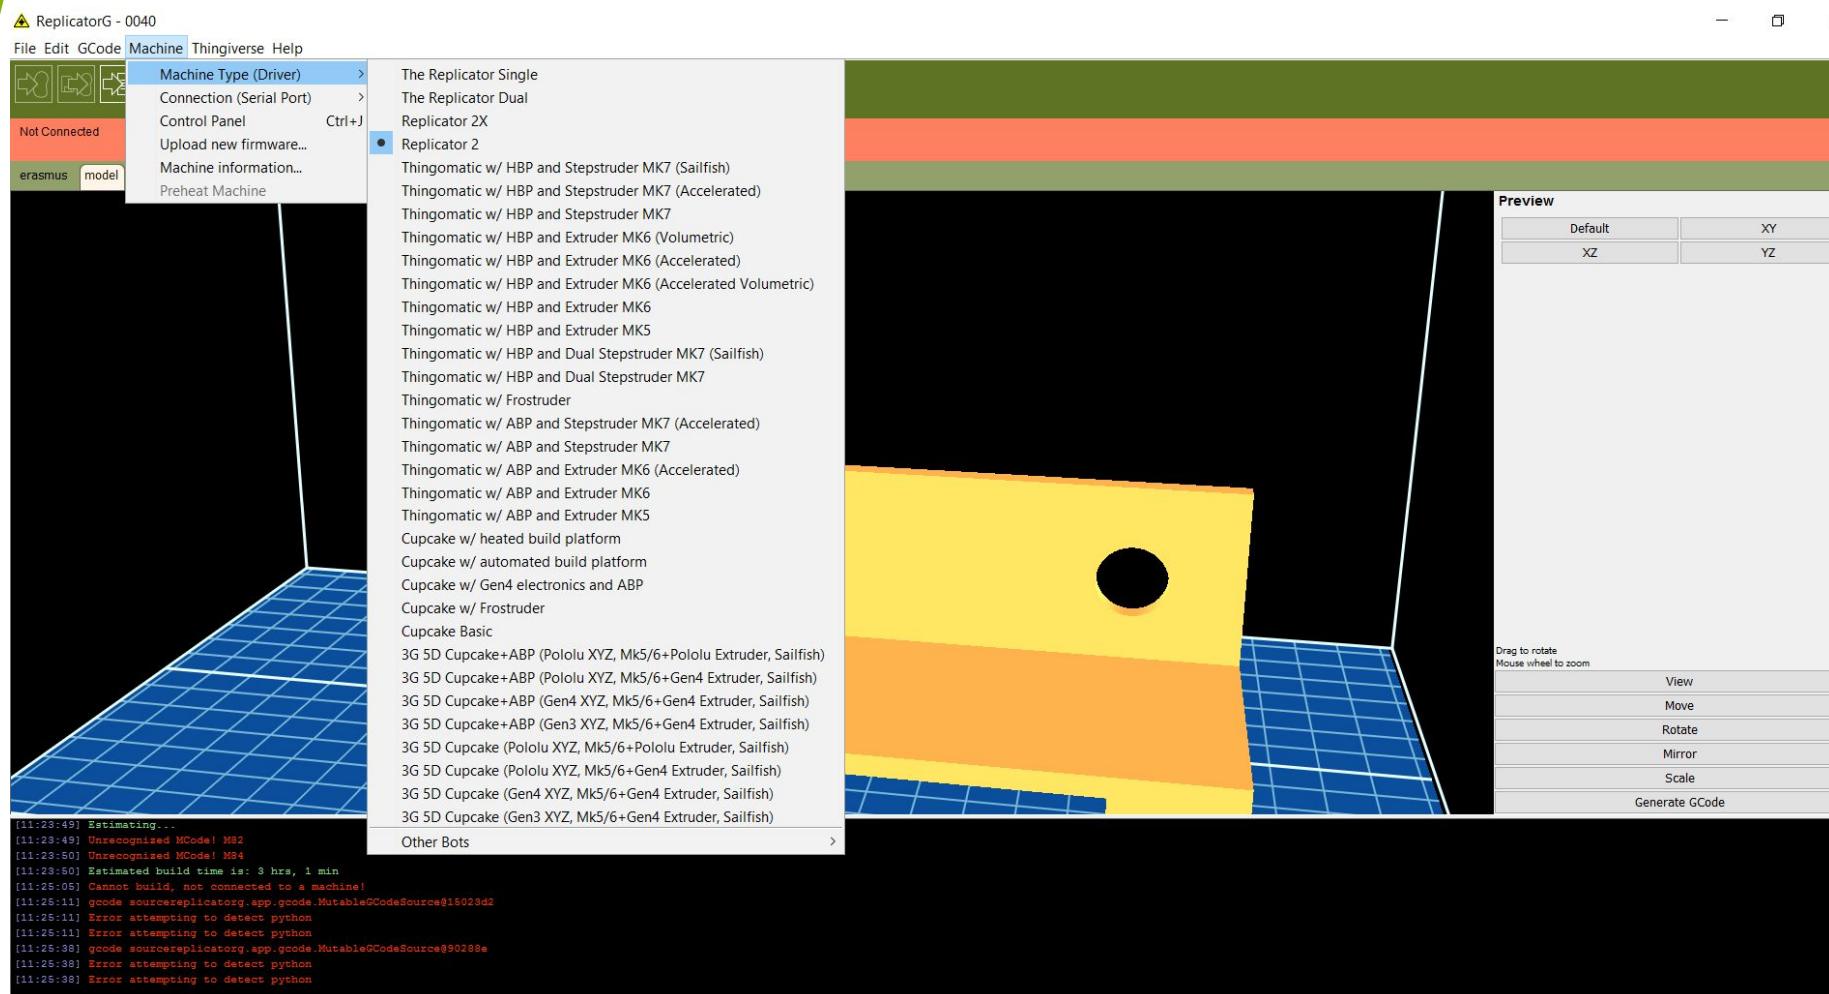 ReplicatorG - 0040
File Edit GCode Machine Thingiverse Help
Machine Type (Driver)
Connection (Serial Port)
Control Panel Ctrl+J
Upload new firmware...
Machine information...
Preheat Machine
Not Connected
erasmus model
The Replicator Single
The Replicator Dual
Replicator 2X
Replicator 2
Thingomatic w/ HBP and Stepstruder MK7 (Sailfish)
Thingomatic w/ HBP and Stepstruder MK7 (Accelerated)
Thingomatic w/ HBP and Stepstruder MK7
Thingomatic w/ HBP and Extruder MK6 (Volumetric)
Thingomatic w/ HBP and Extruder MK6 (Accelerated)
Thingomatic w/ HBP and Extruder MK6 (Accelerated Volumetric)
Thingomatic w/ HBP and Extruder MK6
Thingomatic w/ HBP and Extruder MK5
Thingomatic w/ HBP and Dual Stepstruder MK7 (Sailfish)
Thingomatic w/ HBP and Dual Stepstruder MK7
Thingomatic w/ Frostruder
Thingomatic w/ ABP and Stepstruder MK7 (Accelerated)
Thingomatic w/ ABP and Stepstruder MK7
Thingomatic w/ ABP and Extruder MK6 (Accelerated)
Thingomatic w/ ABP and Extruder MK6
Thingomatic w/ ABP and Extruder MK5
Cupcake w/ heated build platform
Cupcake w/ automated build platform
Cupcake w/ Gen4 electronics and ABP
Cupcake w/ Frostruder
Cupcake Basic
3G 5D Cupcake+ABP (Pololu XYZ, Mk5/6+Pololu Extruder, Sailfish)
3G 5D Cupcake+ABP (Pololu XYZ, Mk5/6+Gen4 Extruder, Sailfish)
3G 5D Cupcake+ABP (Gen4 XYZ, Mk5/6+Gen4 Extruder, Sailfish)
3G 5D Cupcake+ABP (Gen3 XYZ, Mk5/6+Gen4 Extruder, Sailfish)
3G 5D Cupcake (Pololu XYZ, Mk5/6+Pololu Extruder, Sailfish)
3G 5D Cupcake (Pololu XYZ, Mk5/6+Gen4 Extruder, Sailfish)
3G 5D Cupcake (Gen4 XYZ, Mk5/6+Gen4 Extruder, Sailfish)
3G 5D Cupcake (Gen3 XYZ, Mk5/6+Gen4 Extruder, Sailfish)
Other Bots
Preview
Default XY
XZ YZ
Drag to rotate
Mouse wheel to zoom
View
Move
Rotate
Mirror
Scale
Generate GCode
[11:23:49] Estimating...
[11:23:49] Unrecognized MCode! M82
[11:23:50] Unrecognized MCode! M84
[11:23:50] Estimated build time is: 3 hrs, 1 min
[11:25:05] Cannot build, not connected to a machine!
[11:25:11] gcode sourcereplicatorg.app.gcode.MutableGCodeSource@15023d2
[11:25:11] Error attempting to detect python
[11:25:11] Error attempting to detect python
[11:25:38] gcode sourcereplicatorg.app.gcode.MutableGCodeSource@90288e
[11:25:38] Error attempting to detect python
[11:25:38] Error attempting to detect python